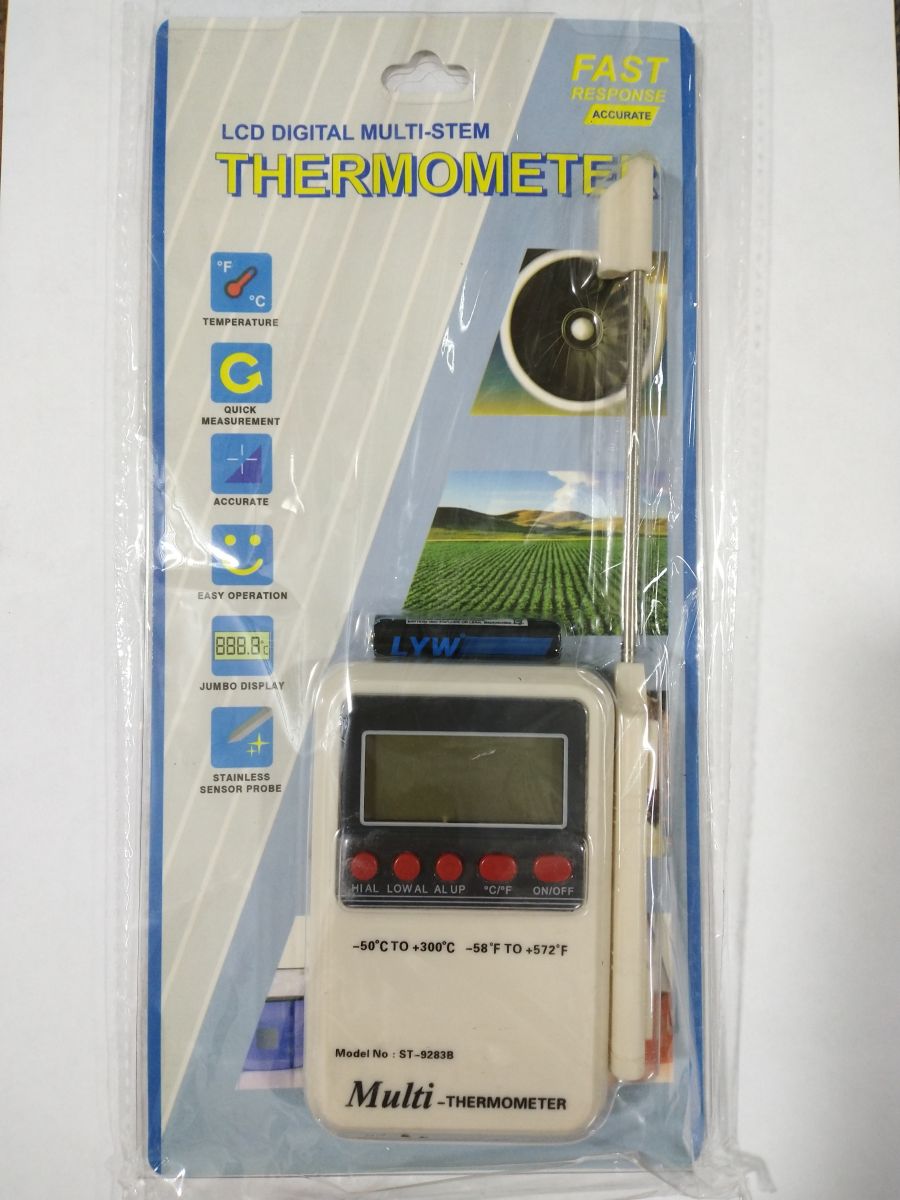 FAST
RESPONSE
ACCURATE
LCD DIGITAL MULTI-STEM
THERMOMETER
°F
°C
TEMPERATURE
QUICK
MEASUREMENT
ACCURATE
EASY OPERATION
888.8°C
JUMBO DISPLAY
STAINLESS
SENSOR PROBE
LYW
HI AL LOW AL AL UP °C/°F ON/OFF
-50°C TO +300°C -58°F TO +572°F
Model No : ST-9283B
Multi -THERMOMETER